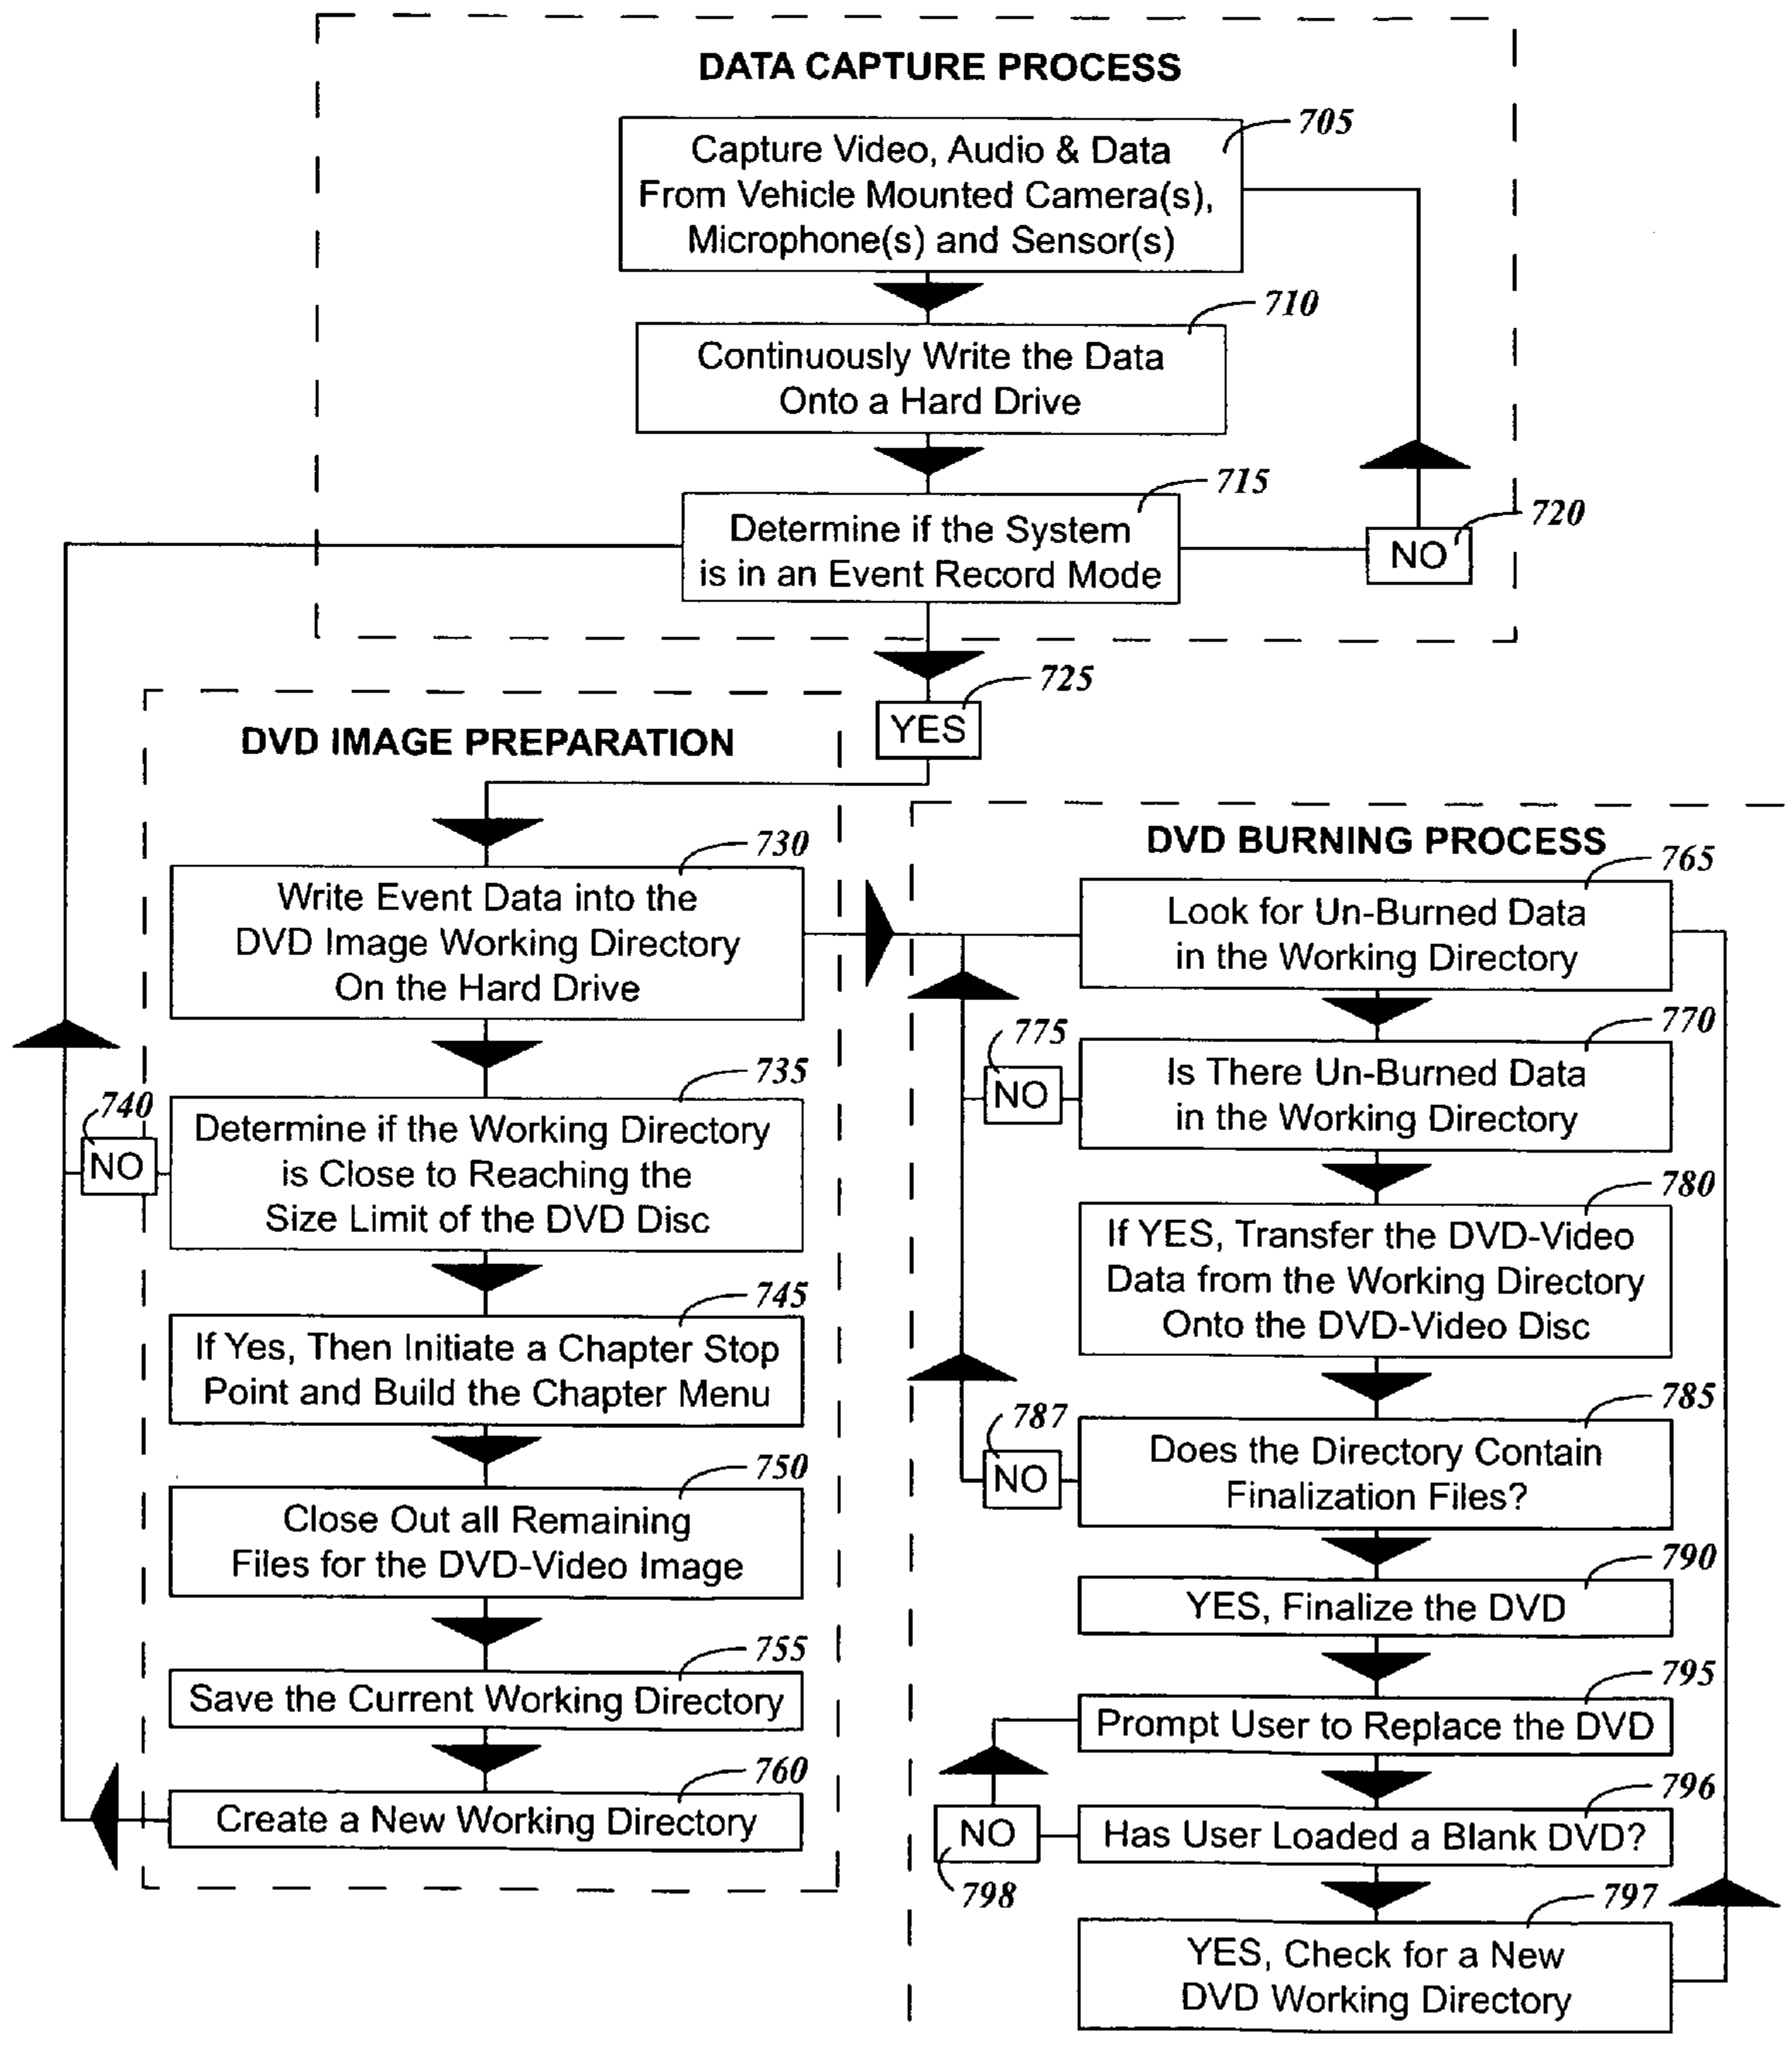 DATA CAPTURE PROCESS
705
Capture Video, Audio & Data
From Vehicle Mounted Camera(s),
Microphone(s) and Sensor(s)
710
Continuously Write the Data
Onto a Hard Drive
715
Determine if the System
is in an Event Record Mode
720
NO
725
YES
DVD IMAGE PREPARATION
730
Write Event Data into the
DVD Image Working Directory
On the Hard Drive
735
Determine if the Working Directory
is Close to Reaching the
Size Limit of the DVD Disc
740
NO
745
If Yes, Then Initiate a Chapter Stop
Point and Build the Chapter Menu
750
Close Out all Remaining
Files for the DVD-Video Image
755
Save the Current Working Directory
760
Create a New Working Directory
DVD BURNING PROCESS
765
Look for Un-Burned Data
in the Working Directory
770
Is There Un-Burned Data
in the Working Directory
775
NO
780
If YES, Transfer the DVD-Video
Data from the Working Directory
Onto the DVD-Video Disc
785
Does the Directory Contain
Finalization Files?
787
NO
790
YES, Finalize the DVD
795
Prompt User to Replace the DVD
796
Has User Loaded a Blank DVD?
NO
798
797
YES, Check for a New
DVD Working Directory